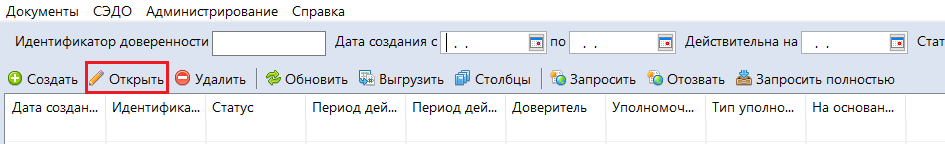 Документы СЭДО Администрирование Справка
Идентификатор доверенности Дата создания с . . по . . Действительна на . . Стат
Создать Открыть Удалить Обновить Выгрузить Столбцы Запросить Отозвать Запросить полностью
Дата создан... Идентифика... Статус Период дей... Период дей... Доверитель Уполномоч... Тип уполно... На основан...